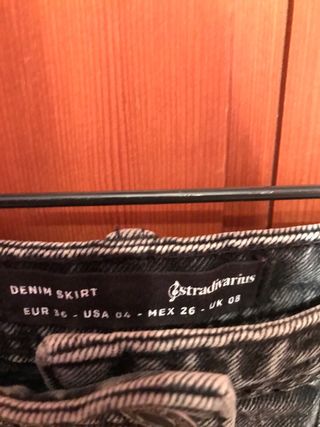 DENIM SKIRT stradivarius
EUR 36 - USA 04 - MEX 26 - UK 08